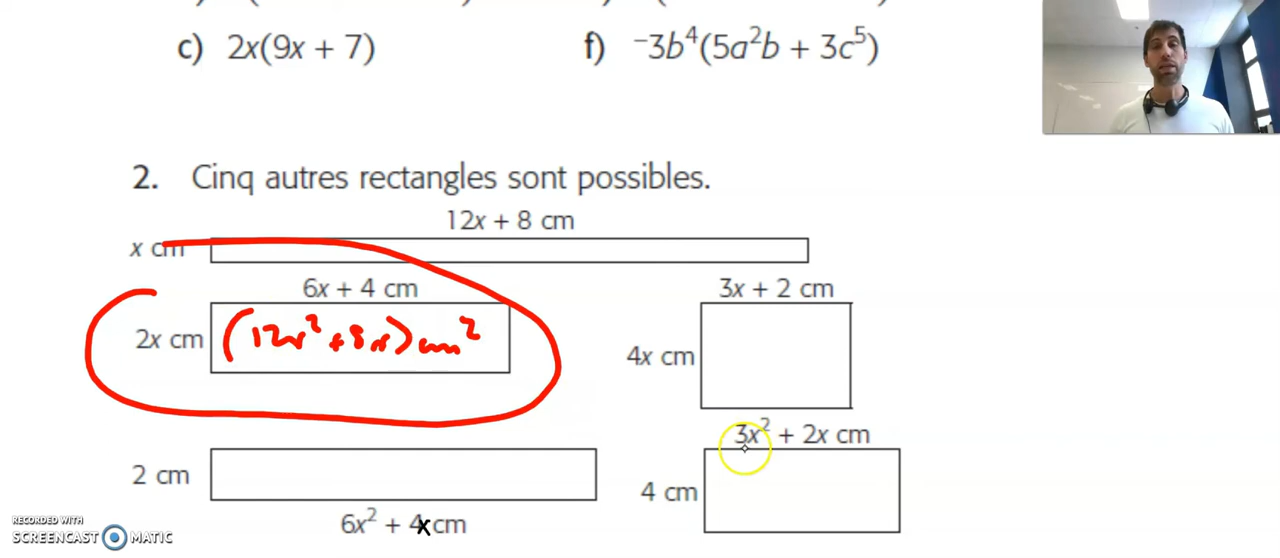 c) 2x(9x + 7)
f) ⁻3b⁴(5a²b + 3c⁵)
2. Cinq autres rectangles sont possibles.
12x + 8 cm
x cm
6x + 4 cm
3x + 2 cm
2x cm
(12x² + 8x) cm²
4x cm
3x² + 2x cm
2 cm
4 cm
6x² + 4x cm
RECORDED WITH
SCREENCAST MATIC